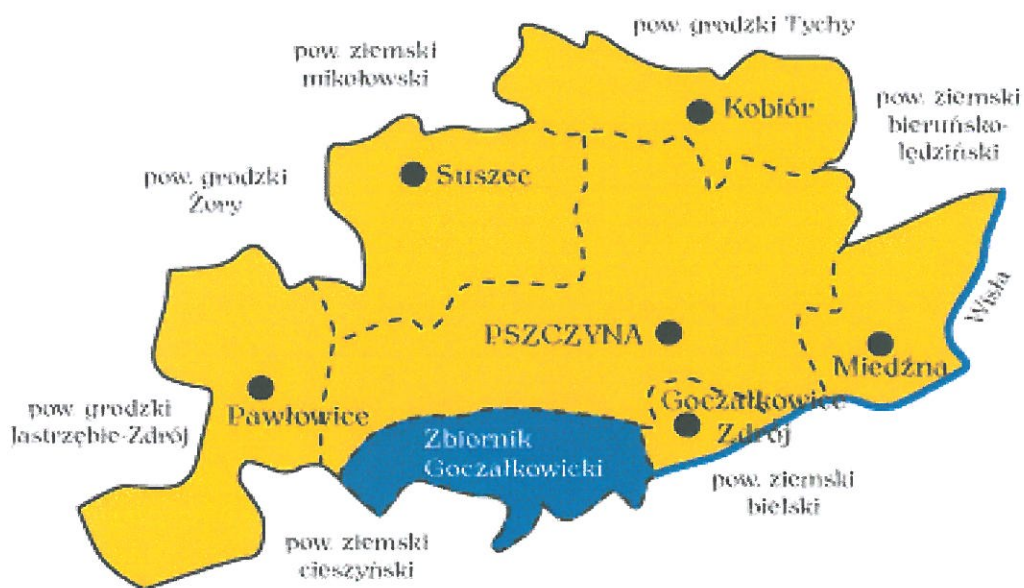 pow. grodzki Tychy
pow. ziemski
mikołowski
Kobiór
pow. ziemski
bieruńsko-
lędziński
Suszec
pow. grodzki
Żory
Wisła
PSZCZYNA
Miedźna
pow. grodzki
Jastrzębie-Zdrój
Pawłowice
Goczałkowice
Zdrój
Zbiornik
Goczałkowicki
pow. ziemski
bielski
pow. ziemski
cieszyński